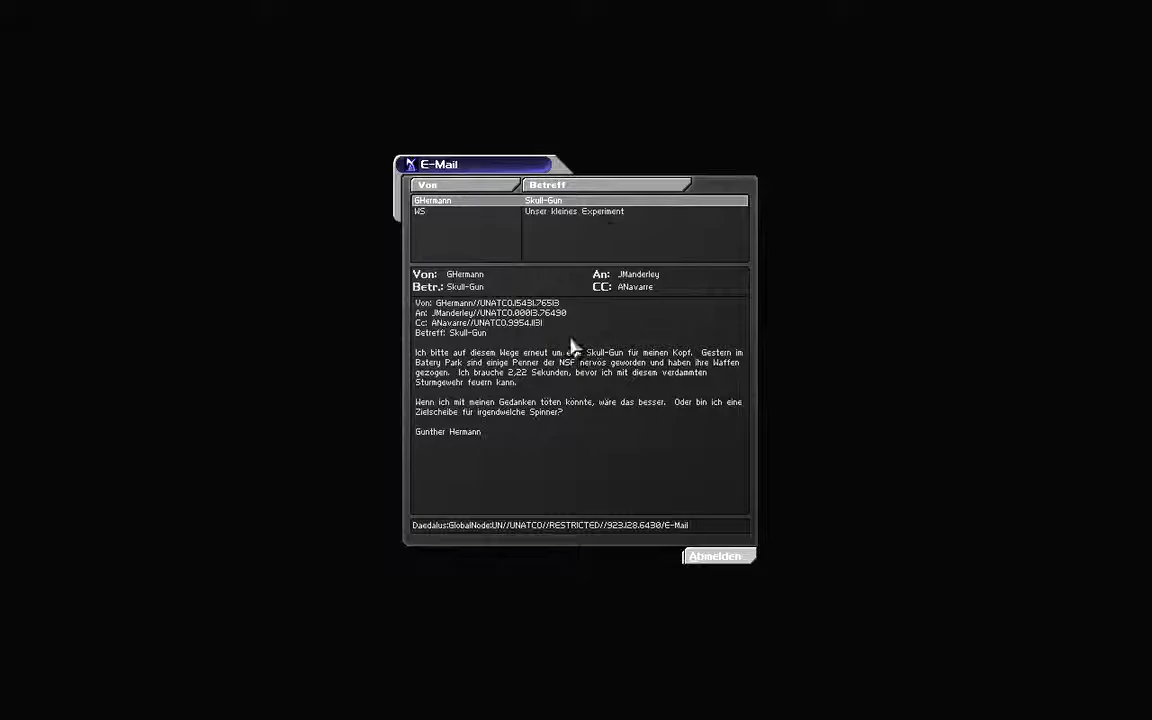 E-Mail
Von Betreff
GHermann Skull-Gun
WS Unser kleines Experiment
Von: GHermann An: JManderley
Betr.: Skull-Gun CC: ANavarre
Von: GHermann//UNATCO.15431.76513
An: JManderley//UNATCO.00013.76490
Cc: ANavarre//UNATCO.9954.1131
Betreff: Skull-Gun
Ich bitte auf diesem Wege erneut um Skull-Gun für meinen Kopf. Gestern im
Batery Park sind einige Penner der NSF nervös geworden und haben ihre Waffen
gezogen. Ich brauche 2,22 Sekunden, bevor ich mit diesem verdammten
Sturmgewehr feuern kann.
Wenn ich mit meinen Gedanken töten könnte, wäre das besser. Oder bin ich eine
Zielscheibe für irgendwelche Spinner?
Gunther Hermann
Daedalus:GlobalNode:UN//UNATCO//RESTRICTED//923.128.6430/E-Mail
Abmelden